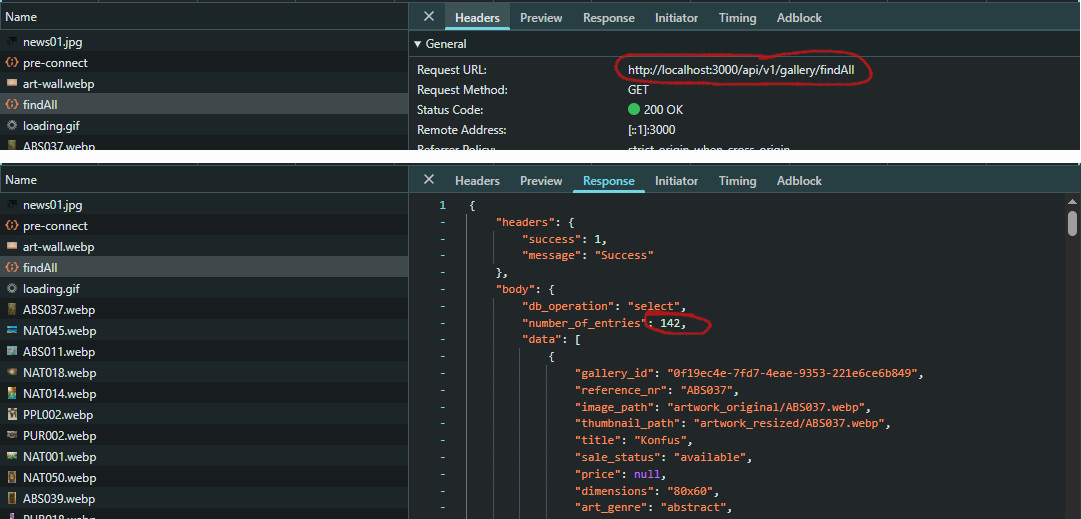 Name
Headers Preview Response Initiator Timing Adblock
news01.jpg
General
pre-connect
Request URL: http://localhost:3000/api/v1/gallery/findAll
art-wall.webp
Request Method: GET
findAll
Status Code: 200 OK
loading.gif
Remote Address: [::1]:3000
ABS037.webp
Referrer Policy: strict-origin-when-cross-origin
Name
Headers Preview Response Initiator Timing Adblock
news01.jpg
pre-connect
art-wall.webp
findAll
loading.gif
ABS037.webp
NAT045.webp
ABS011.webp
NAT018.webp
NAT014.webp
PPL002.webp
PUR002.webp
NAT001.webp
NAT050.webp
ABS039.webp
PUR018.webp
1 {
- "headers": {
- "success": 1,
- "message": "Success"
- },
- "body": {
- "db_operation": "select",
- "number_of_entries": 142,
- "data": [
- {
- "gallery_id": "0f19ec4e-7fd7-4eae-9353-221e6ce6b849",
- "reference_nr": "ABS037",
- "image_path": "artwork_original/ABS037.webp",
- "thumbnail_path": "artwork_resized/ABS037.webp",
- "title": "Konfus",
- "sale_status": "available",
- "price": null,
- "dimensions": "80x60",
- "art_genre": "abstract",